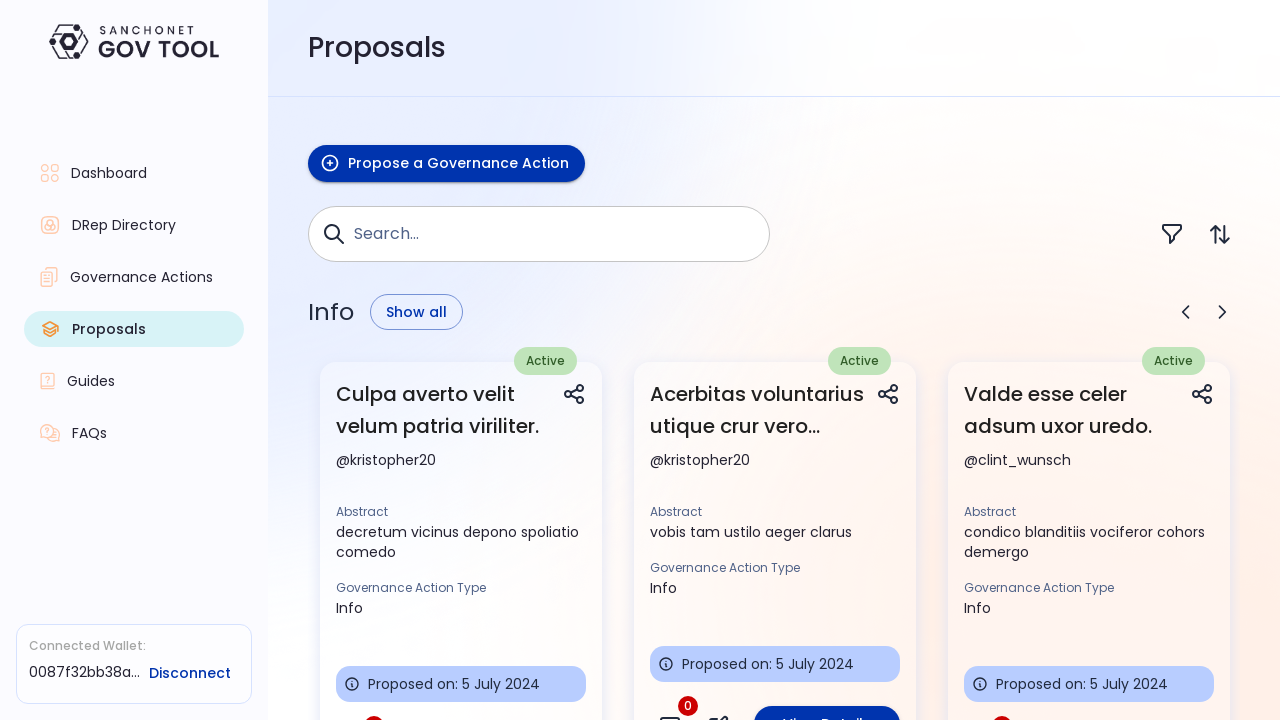 SANCHONET
GOV TOOL
Dashboard
DRep Directory
Governance Actions
Proposals
Guides
FAQs
Connected Wallet:
0087f32bb38a...
Disconnect
Proposals
Propose a Governance Action
Search...
Info
Show all
Active
Culpa averto velit
velum patria viriliter.
@kristopher20
Abstract
decretum vicinus depono spoliatio
comedo
Governance Action Type
Info
Proposed on: 5 July 2024
Active
Acerbitas voluntarius
utique crur vero...
@kristopher20
Abstract
vobis tam ustilo aeger clarus
Governance Action Type
Info
Proposed on: 5 July 2024
0
View Details
Active
Valde esse celer
adsum uxor uredo.
@clint_wunsch
Abstract
condico blanditiis vociferor cohors
demergo
Governance Action Type
Info
Proposed on: 5 July 2024